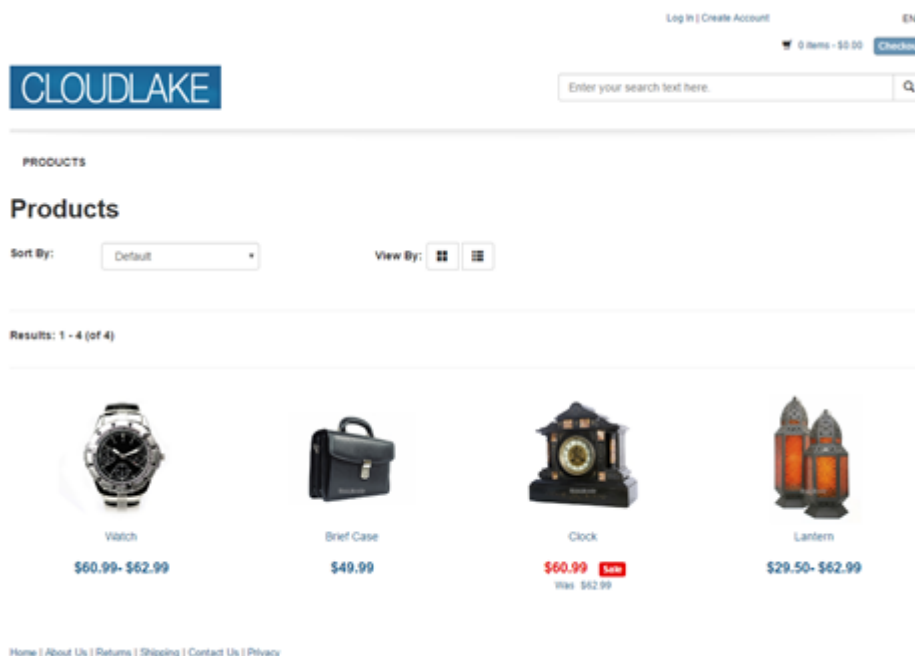 Log In | Create Account
EN
0 items - $0.00 Checkou
CLOUDLAKE
Enter your search text here.
PRODUCTS
Products
Sort By: Default View By:
Results: 1 - 4 (of 4)
Watch Brief Case Clock Lantern
$60.99- $62.99 $49.99 $60.99 Sale $29.50- $62.99
Was $62.99
Home | About Us | Returns | Shipping | Contact Us | Privacy